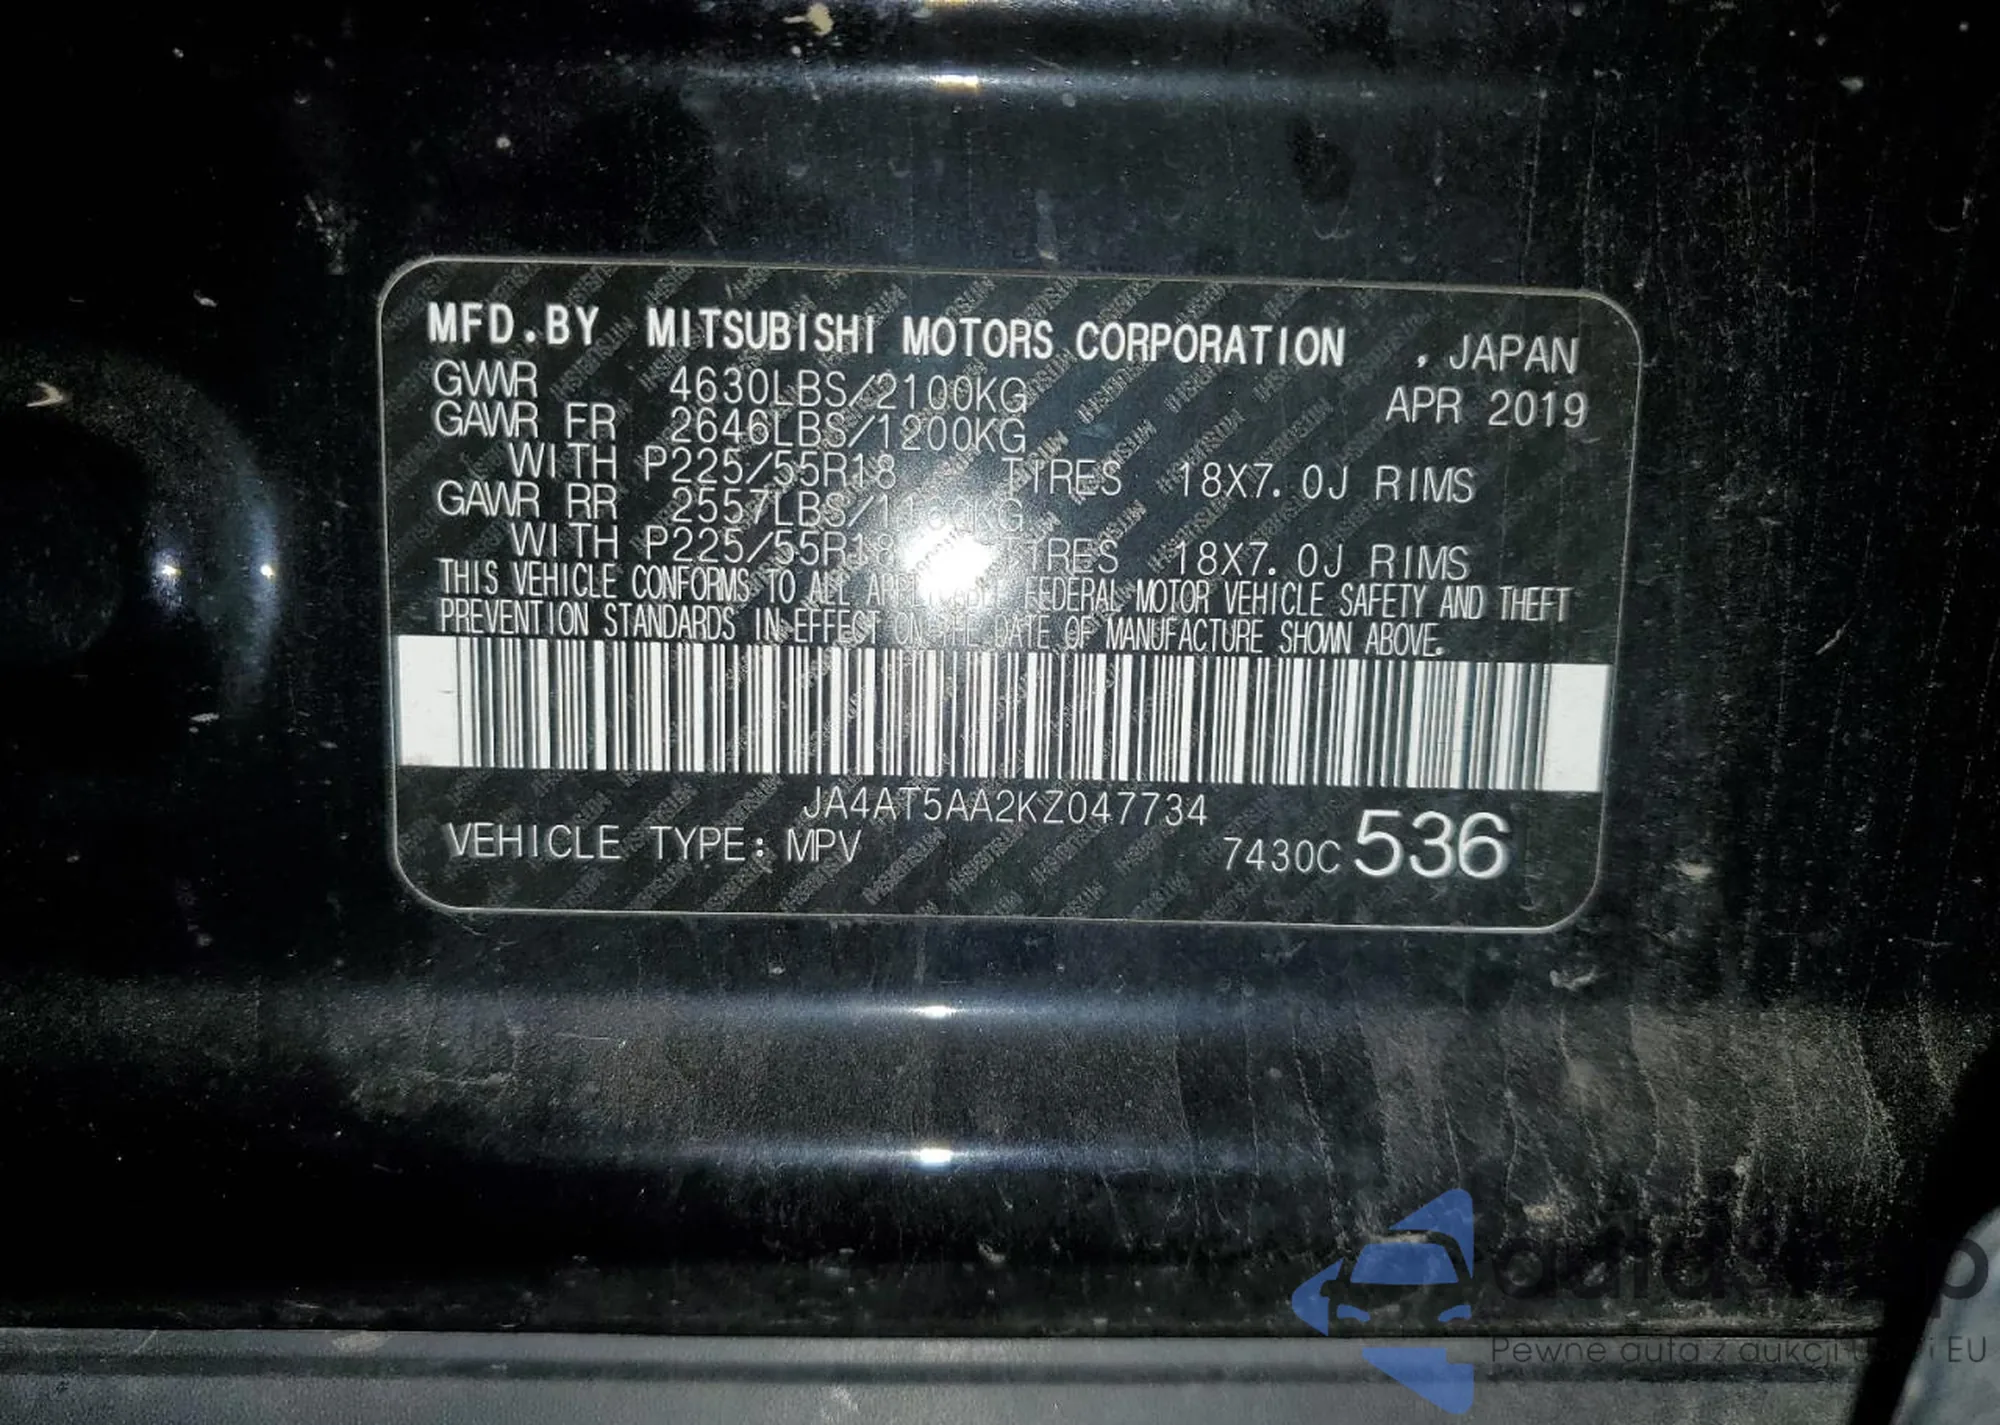 MFD.BY MITSUBISHI MOTORS CORPORATION , JAPAN
GVWR 4630LBS/2100KG APR 2019
GAWR FR 2646LBS/1200KG
WITH P225/55R18 TIRES 18X7.0J RIMS
GAWR RR 2557LBS/
WITH P225/55R18 TIRES 18X7.0J RIMS
THIS VEHICLE CONFORMS TO ALL APPLICABLE FEDERAL MOTOR VEHICLE SAFETY AND THEFT
PREVENTION STANDARDS IN EFFECT ON THE DATE OF MANUFACTURE SHOWN ABOVE.
JA4AT5AA2KZ047734
VEHICLE TYPE: MPV 7430C 536
Pewne auta z aukcji i EU